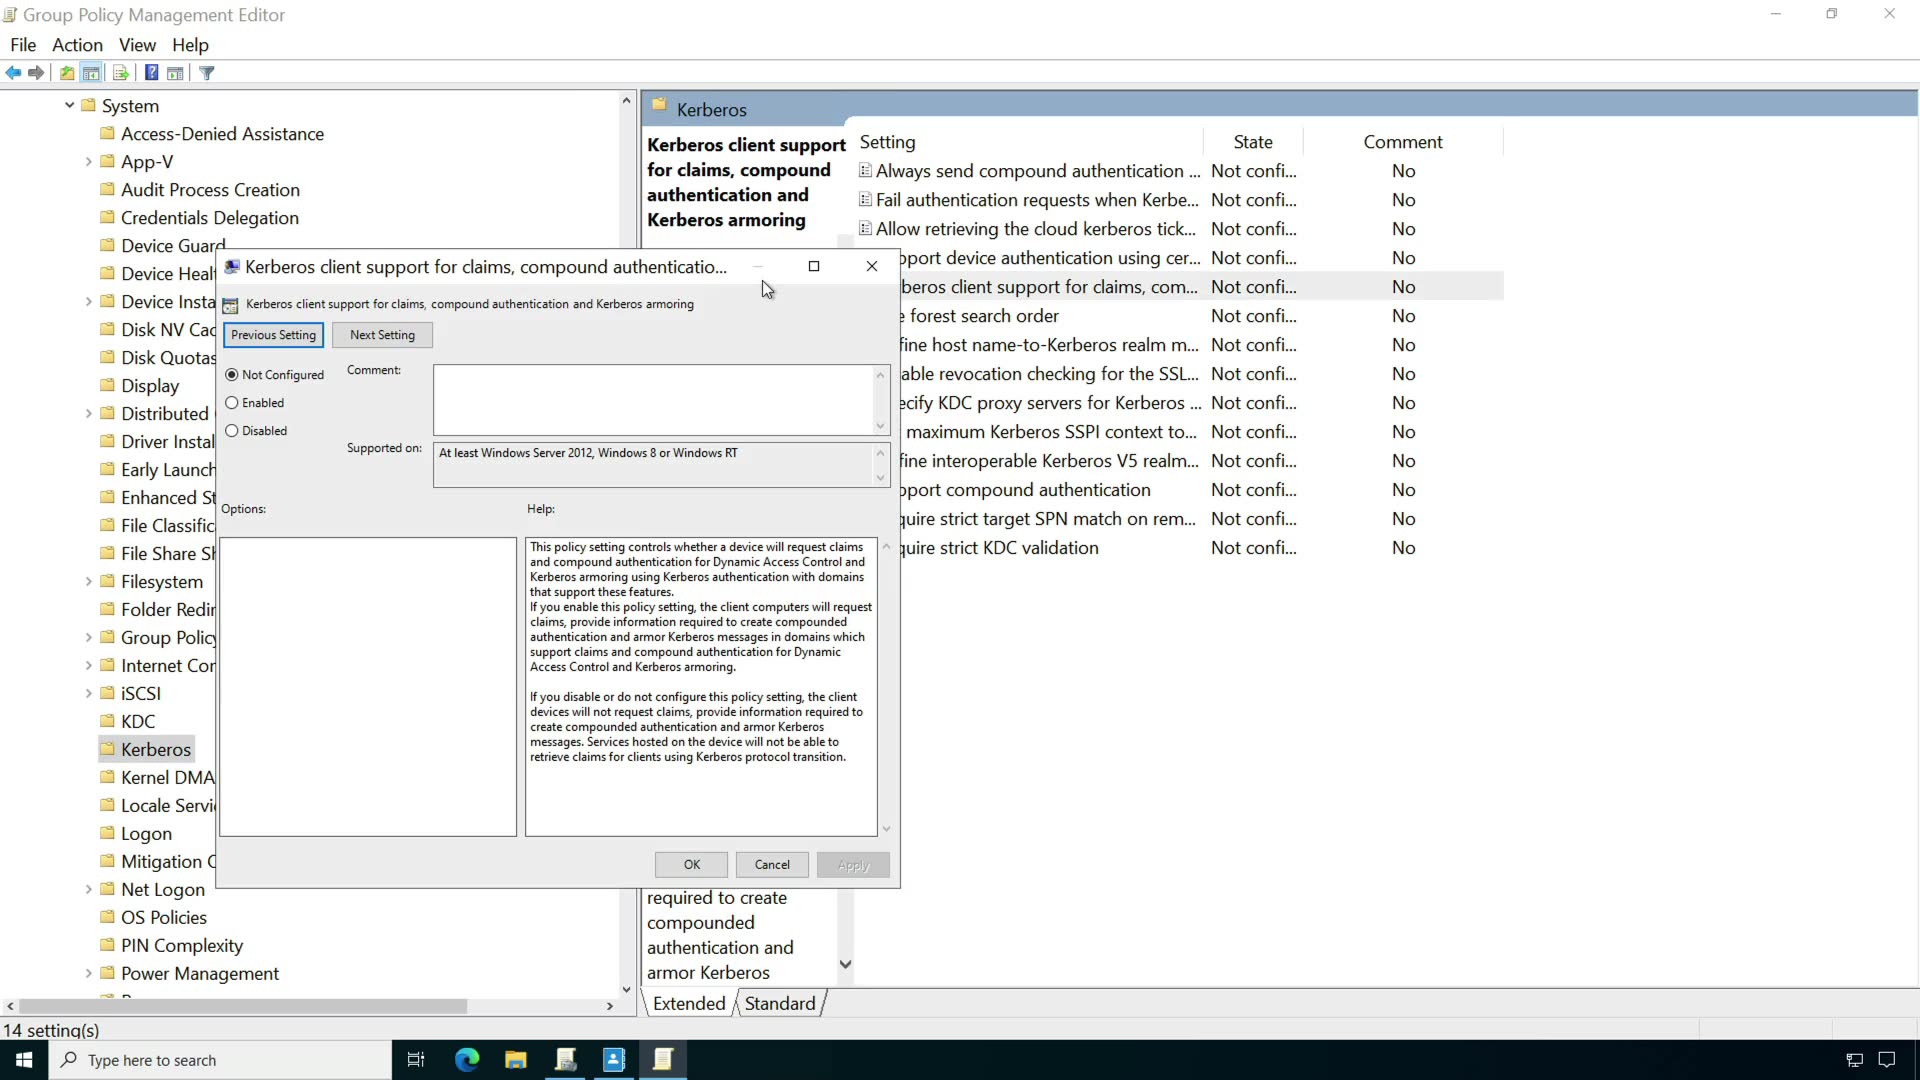 Group Policy Management Editor
File Action View Help
System
Access-Denied Assistance
App-V
Audit Process Creation
Credentials Delegation
Device Guard
Device Heal
Device Insta
Disk NV Cac
Disk Quotas
Display
Distributed
Driver Instal
Early Launch
Enhanced St
File Classific
File Share Sh
Filesystem
Folder Redir
Group Policy
Internet Cor
iSCSI
KDC
Kerberos
Kernel DMA
Locale Servi
Logon
Mitigation O
Net Logon
OS Policies
PIN Complexity
Power Management
Kerberos
Kerberos client support
for claims, compound
authentication and
Kerberos armoring
required to create
compounded
authentication and
armor Kerberos
Setting State Comment
Always send compound authentication ... Not confi... No
Fail authentication requests when Kerbe... Not confi... No
Allow retrieving the cloud kerberos tick... Not confi... No
pport device authentication using cer... Not confi... No
beros client support for claims, com... Not confi... No
e forest search order Not confi... No
fine host name-to-Kerberos realm m... Not confi... No
able revocation checking for the SSL... Not confi... No
ecify KDC proxy servers for Kerberos ... Not confi... No
maximum Kerberos SSPI context to... Not confi... No
fine interoperable Kerberos V5 realm... Not confi... No
pport compound authentication Not confi... No
quire strict target SPN match on rem... Not confi... No
quire strict KDC validation Not confi... No
Kerberos client support for claims, compound authenticatio...
Kerberos client support for claims, compound authentication and Kerberos armoring
Previous Setting Next Setting
Not Configured
Enabled
Disabled
Comment:
Supported on: At least Windows Server 2012, Windows 8 or Windows RT
Options: Help:
This policy setting controls whether a device will request claims
and compound authentication for Dynamic Access Control and
Kerberos armoring using Kerberos authentication with domains
that support these features.
If you enable this policy setting, the client computers will request
claims, provide information required to create compounded
authentication and armor Kerberos messages in domains which
support claims and compound authentication for Dynamic
Access Control and Kerberos armoring.
If you disable or do not configure this policy setting, the client
devices will not request claims, provide information required to
create compounded authentication and armor Kerberos
messages. Services hosted on the device will not be able to
retrieve claims for clients using Kerberos protocol transition.
OK Cancel Apply
Extended Standard
14 setting(s)
Type here to search